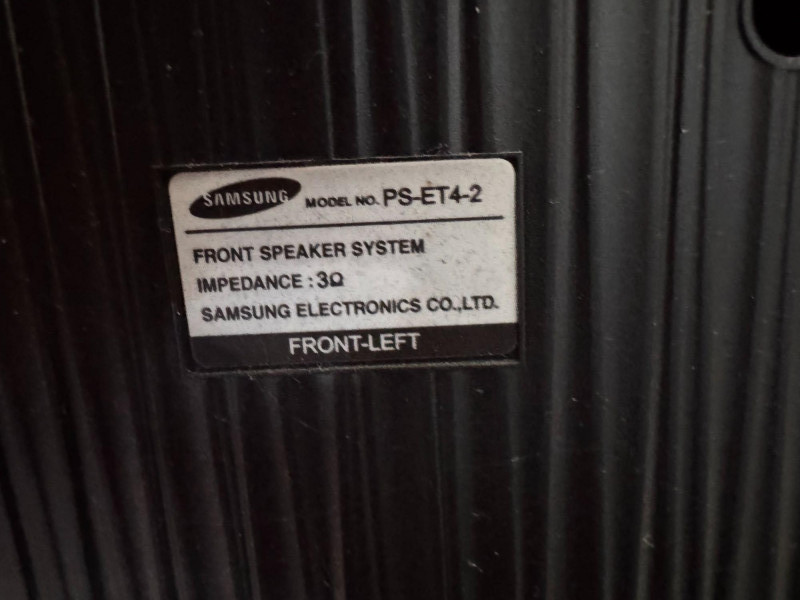 SAMSUNG MODEL NO. PS-ET4-2
FRONT SPEAKER SYSTEM
IMPEDANCE : 3Ω
SAMSUNG ELECTRONICS CO.,LTD.
FRONT-LEFT